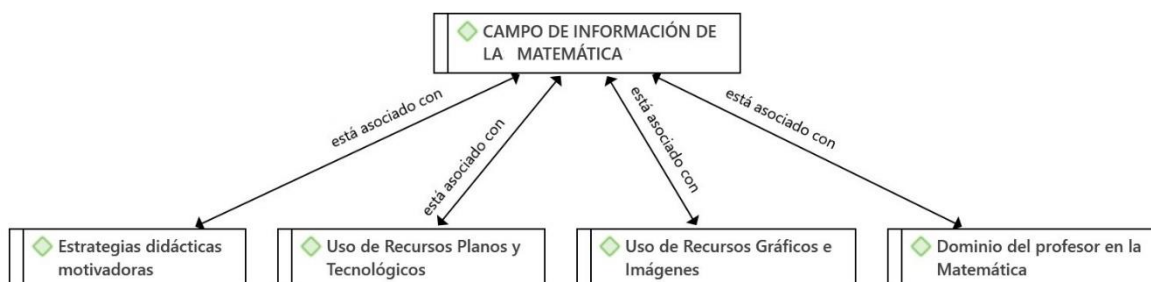 CAMPO DE INFORMACIÓN DE
LA MATEMÁTICA
está asociado con
está asociado con
está asociado con
está asociado con
Estrategias didácticas
motivadoras
Uso de Recursos Planos y
Tecnológicos
Uso de Recursos Gráficos e
Imágenes
Dominio del profesor en la
Matemática